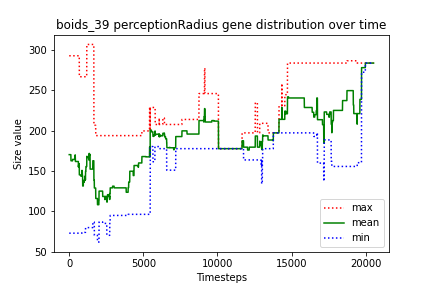 boids_39 perceptionRadius gene distribution over time
300
250
200
150
100
50
Size value
0
5000
10000
15000
20000
Timesteps
max
mean
min